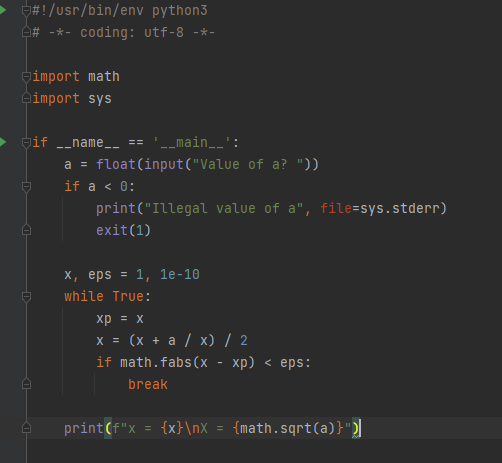 #!/usr/bin/env python3
# -*- coding: utf-8 -*-

import math
import sys

if __name__ == '__main__':
    a = float(input("Value of a? "))
    if a < 0:
        print("Illegal value of a", file=sys.stderr)
        exit(1)

    x, eps = 1, 1e-10
    while True:
        xp = x
        x = (x + a / x) / 2
        if math.fabs(x - xp) < eps:
            break

    print(f"x = {x}\nX = {math.sqrt(a)}")